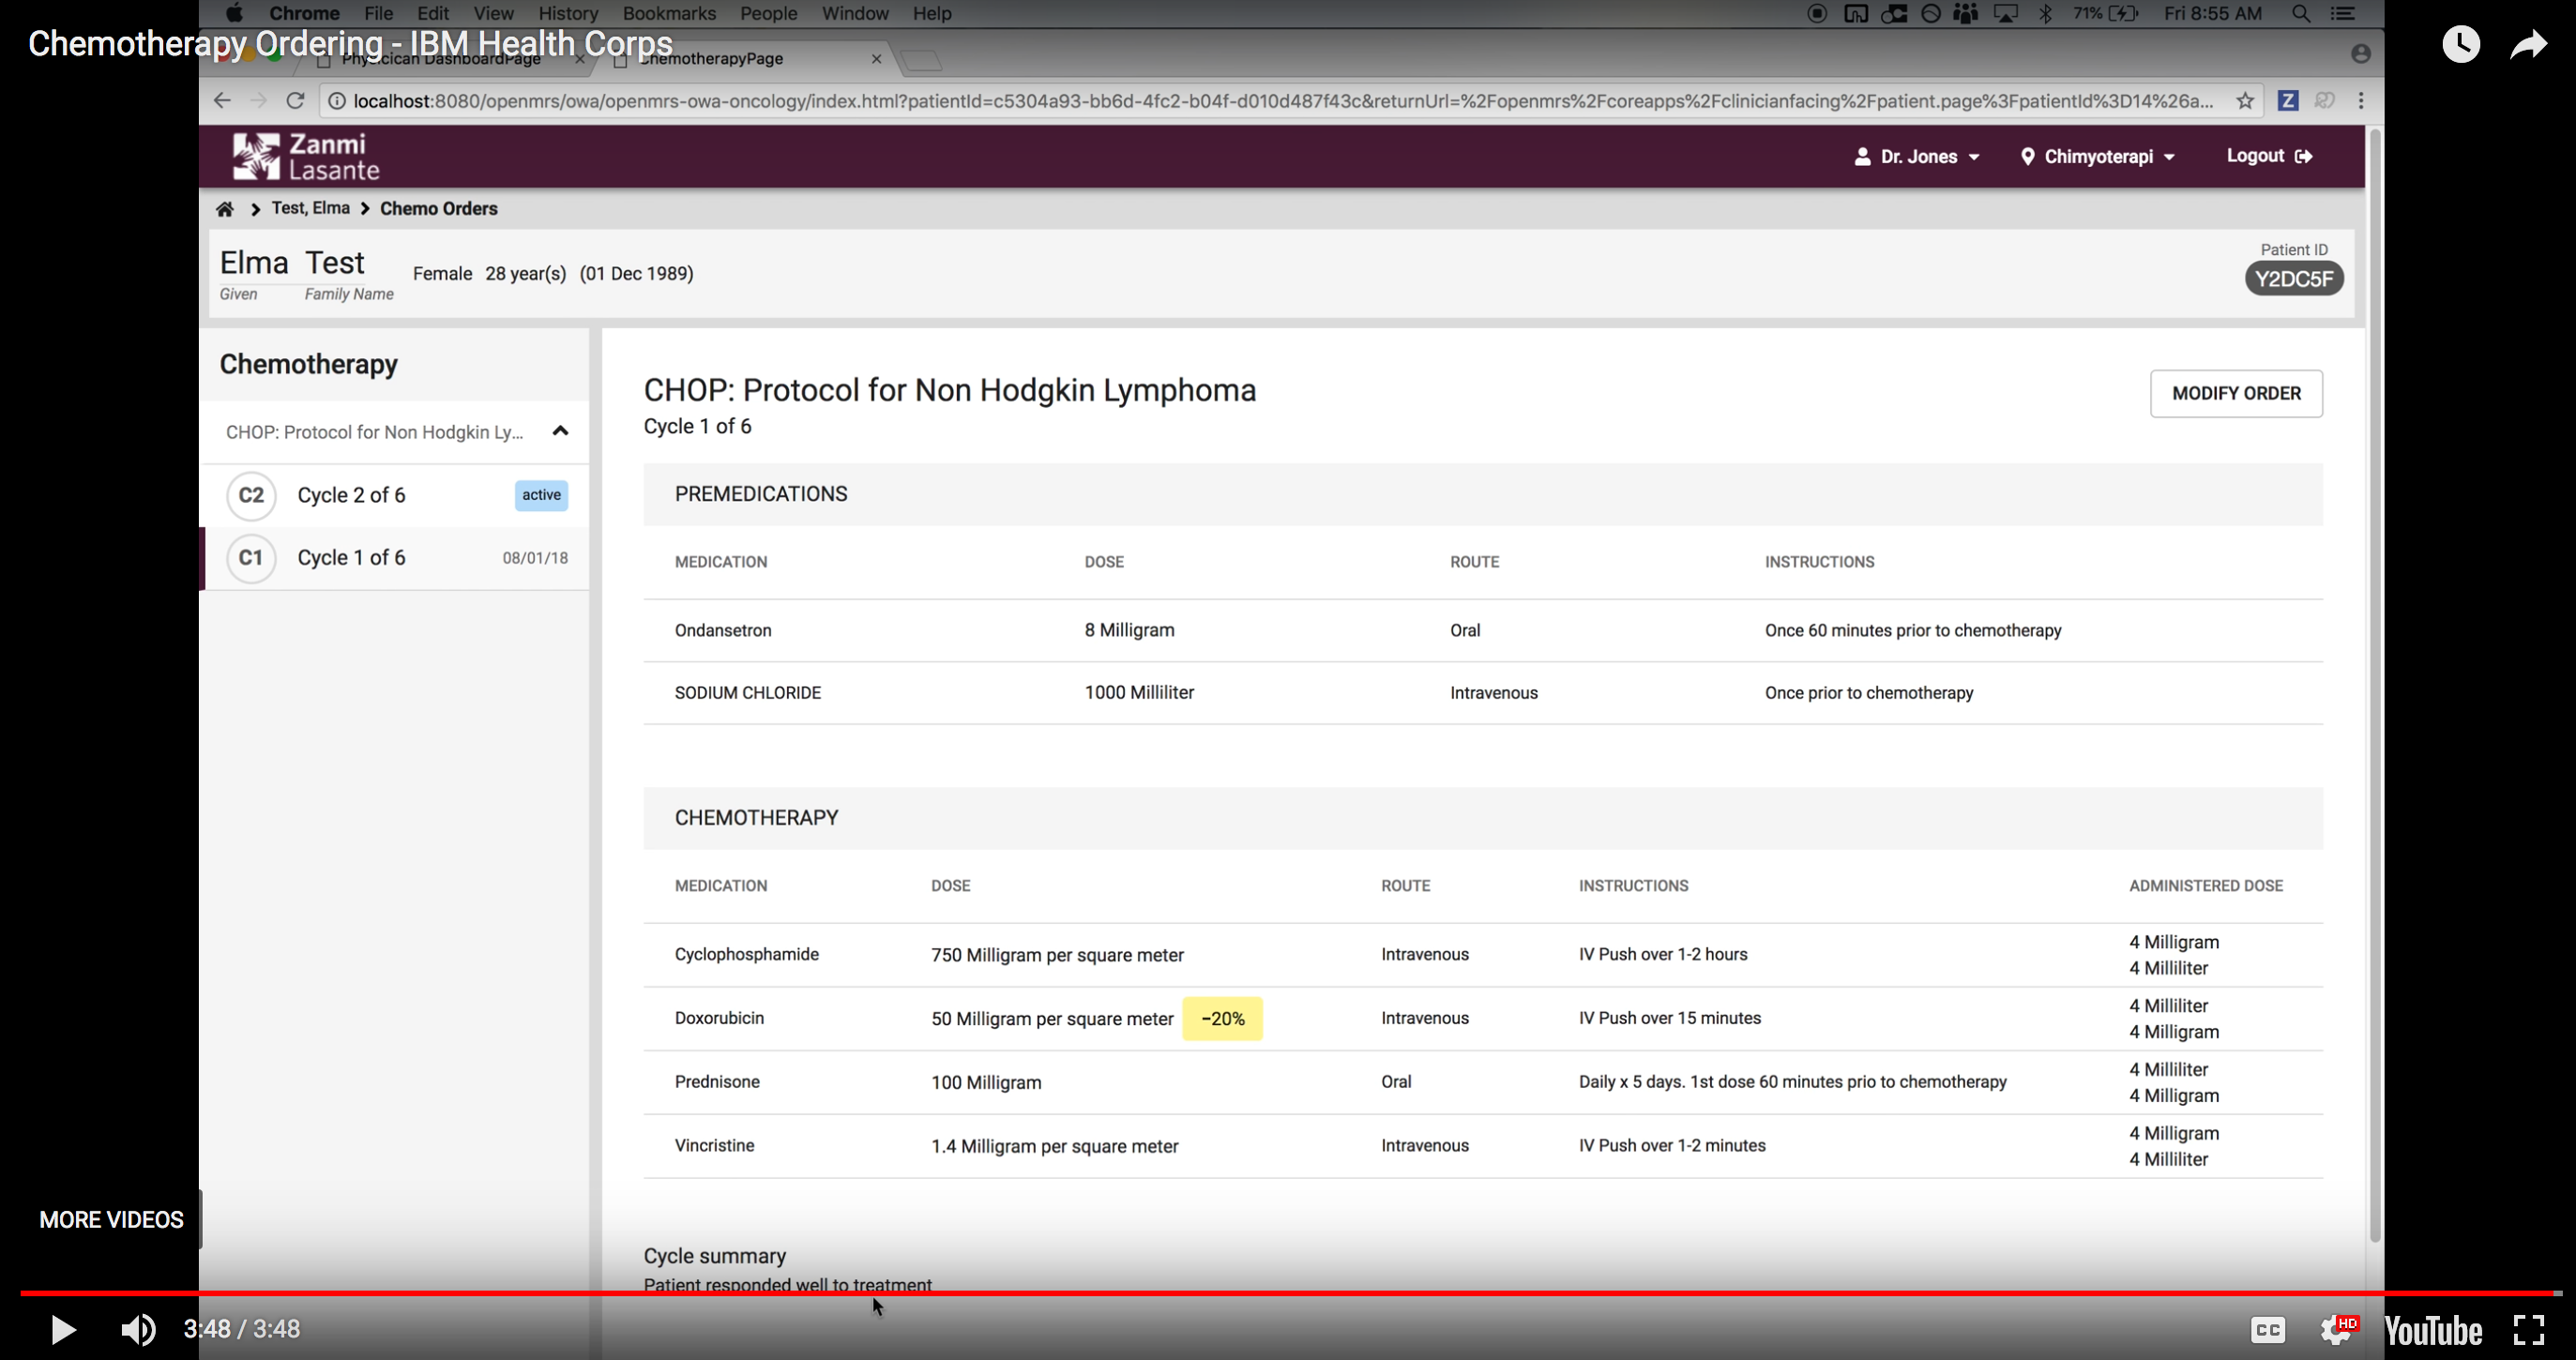 Chrome File Edit View History Bookmarks People Window Help 71% Fri 8:55 AM
Chemotherapy Ordering - IBM Health Corps
Physcician DashboardPage ChemotherapyPage
localhost:8080/openmrs/owa/openmrs-owa-oncology/index.html?patientId=c5304a93-bb6d-4fc2-b04f-d010d487f43c&returnUrl=%2Fopenmrs%2Fcoreapps%2Fclinicianfacing%2Fpatient.page%3FpatientId%3D14%26a... Z
Zanmi
Lasante
Dr. Jones Chimyoterapi Logout
Test, Elma Chemo Orders
Elma Test
Given Family Name
Female 28 year(s) (01 Dec 1989)
Patient ID
Y2DC5F
Chemotherapy
CHOP: Protocol for Non Hodgkin Ly...
C2 Cycle 2 of 6 active
C1 Cycle 1 of 6 08/01/18
CHOP: Protocol for Non Hodgkin Lymphoma
Cycle 1 of 6
MODIFY ORDER
PREMEDICATIONS
MEDICATION DOSE ROUTE INSTRUCTIONS
Ondansetron 8 Milligram Oral Once 60 minutes prior to chemotherapy
SODIUM CHLORIDE 1000 Milliliter Intravenous Once prior to chemotherapy
CHEMOTHERAPY
MEDICATION DOSE ROUTE INSTRUCTIONS ADMINISTERED DOSE
Cyclophosphamide 750 Milligram per square meter Intravenous IV Push over 1-2 hours 4 Milligram
4 Milliliter
Doxorubicin 50 Milligram per square meter -20% Intravenous IV Push over 15 minutes 4 Milliliter
4 Milligram
Prednisone 100 Milligram Oral Daily x 5 days. 1st dose 60 minutes prio to chemotherapy 4 Milliliter
4 Milligram
Vincristine 1.4 Milligram per square meter Intravenous IV Push over 1-2 minutes 4 Milligram
4 Milliliter
MORE VIDEOS
Cycle summary
Patient responded well to treatment
3:48 / 3:48
CC HD YouTube